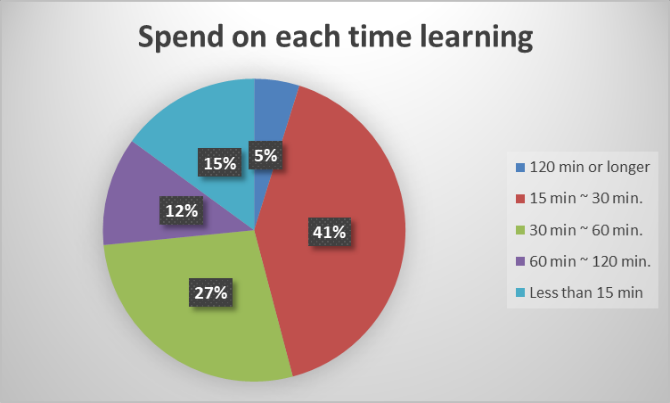 Spend on each time learning
5%
15%
12%
41%
27%
120 min or longer
15 min ~ 30 min.
30 min ~ 60 min.
60 min ~ 120 min.
Less than 15 min